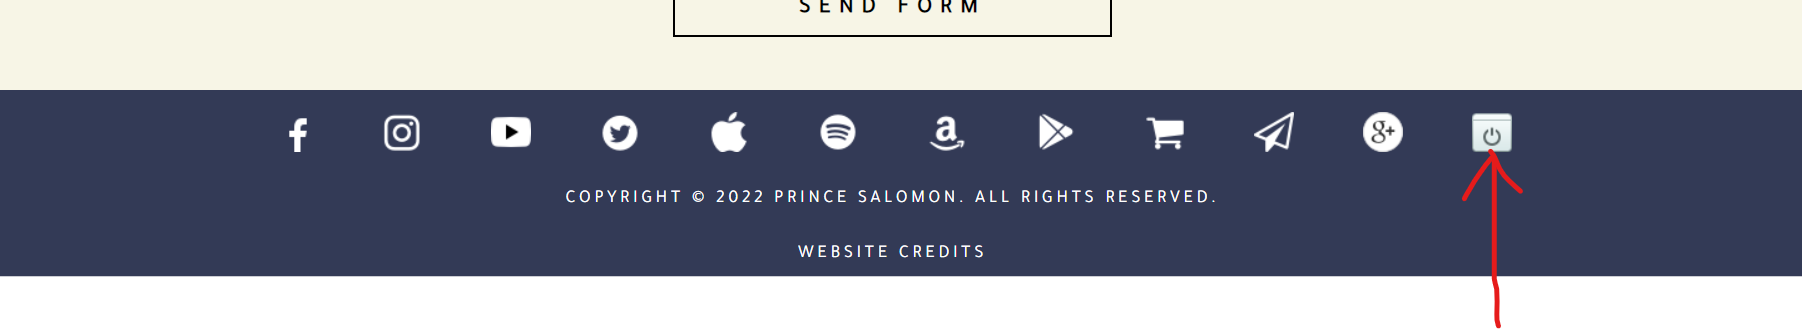 SEND FORM
g+
COPYRIGHT © 2022 PRINCE SALOMON. ALL RIGHTS RESERVED.
WEBSITE CREDITS